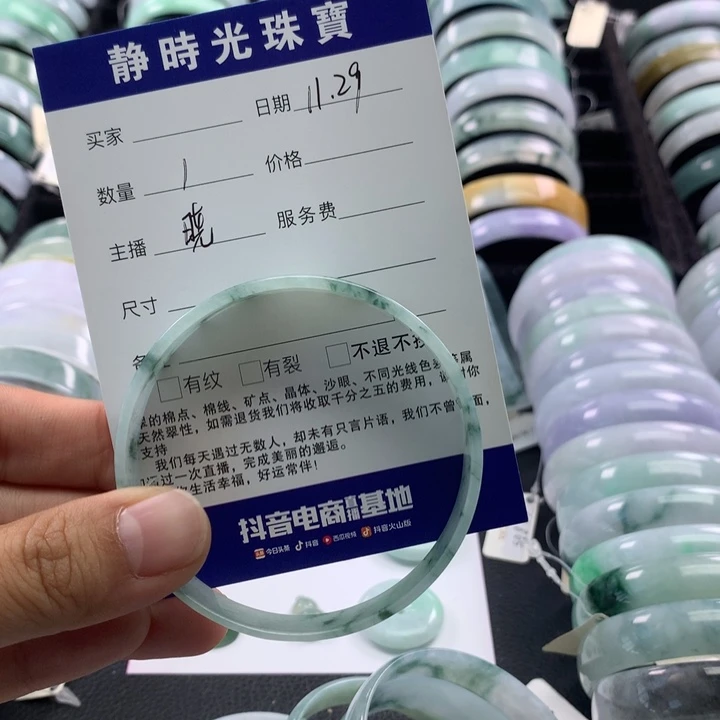 静時光珠寶
买家 日期 11.29
数量 1 价格
主播 晓 服务费
尺寸
有纹 有裂 不退不
的棉点、棉线、矿点、晶体、沙眼、不同光线色差等属
天然翠性，如需退货我们将收取千分之五的费用，
支持
我们每天遇过无数人，却未有只言片语，我们不曾
过一次直播，完成美丽的邂逅。
生活幸福，好运常伴！
抖音电商直播基地
今日头条 抖音 西瓜视频 抖音火山版